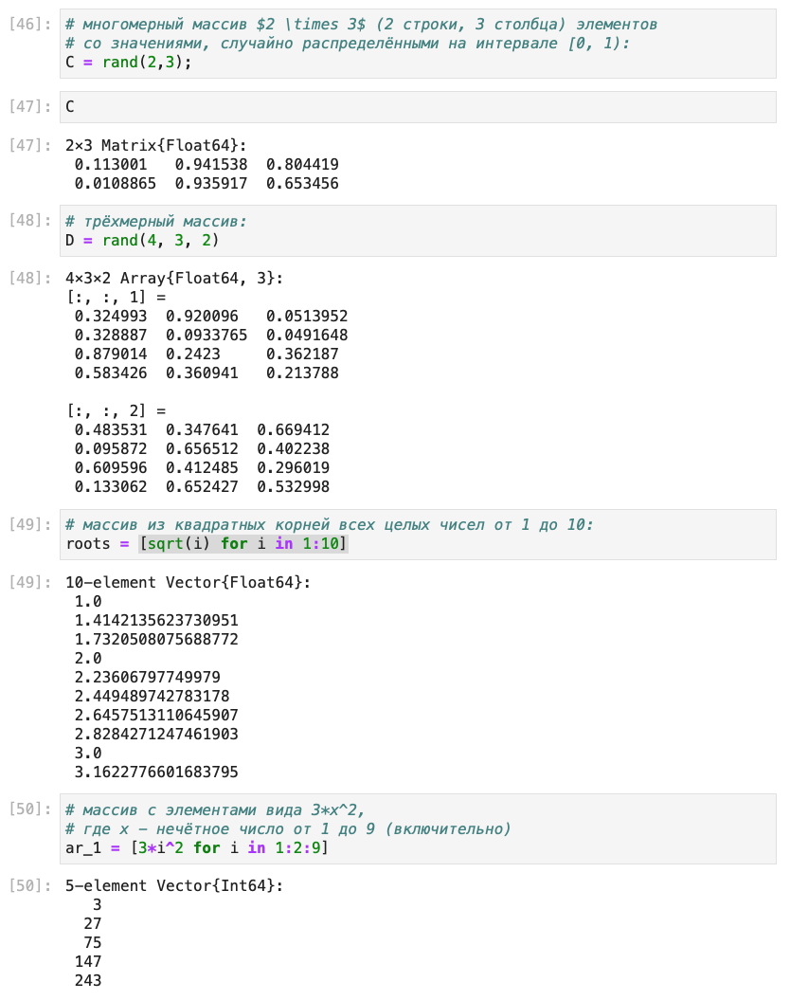 [46]: # многомерный массив $2 \times 3$ (2 строки, 3 столбца) элементов
# со значениями, случайно распределёнными на интервале [0, 1):
C = rand(2,3);
[47]: C
[47]: 2×3 Matrix{Float64}:
0.113001 0.941538 0.804419
0.0108865 0.935917 0.653456
[48]: # трёхмерный массив:
D = rand(4, 3, 2)
[48]: 4×3×2 Array{Float64, 3}:
[:, :, 1] =
0.324993 0.920096 0.0513952
0.328887 0.0933765 0.0491648
0.879014 0.2423 0.362187
0.583426 0.360941 0.213788
[:, :, 2] =
0.483531 0.347641 0.669412
0.095872 0.656512 0.402238
0.609596 0.412485 0.296019
0.133062 0.652427 0.532998
[49]: # массив из квадратных корней всех целых чисел от 1 до 10:
roots = [sqrt(i) for i in 1:10]
[49]: 10-element Vector{Float64}:
1.0
1.4142135623730951
1.7320508075688772
2.0
2.23606797749979
2.449489742783178
2.6457513110645907
2.8284271247461903
3.0
3.1622776601683795
[50]: # массив с элементами вида 3*x^2,
# где x – нечётное число от 1 до 9 (включительно)
ar_1 = [3*i^2 for i in 1:2:9]
[50]: 5-element Vector{Int64}:
3
27
75
147
243